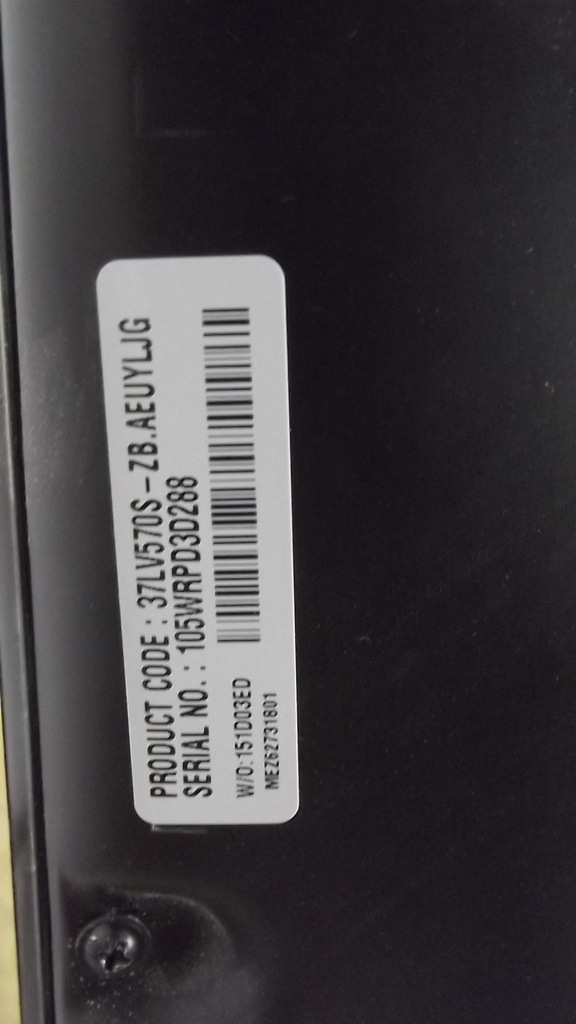 PRODUCT CODE : 37LV570S-ZB.AEUYLJG
SERIAL NO. : 105WRPD3D288
W/O:151D03ED
MEZ62731801